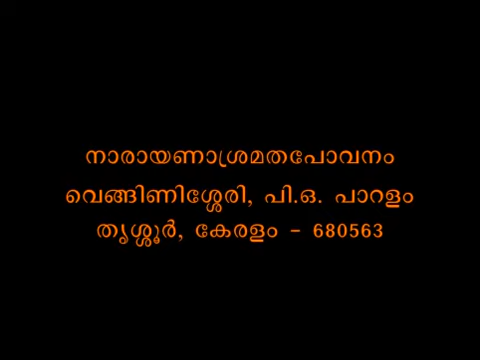 നാരായണാശ്രമതപോവനം
വെങ്ങിണിശ്ശേരി, പി.ഒ. പാറളം
തൃശ്ശൂർ, കേരളം - 680563